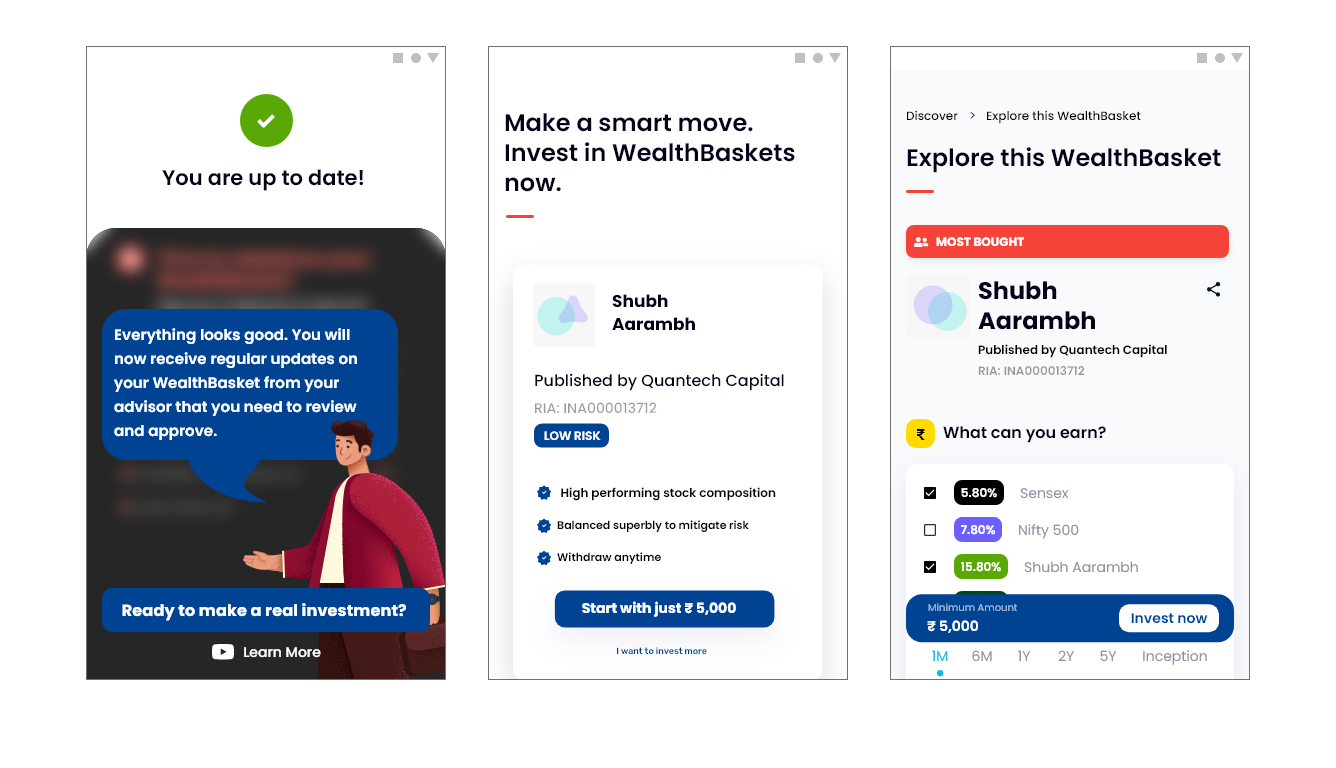 You are up to date!
Everything looks good. You will
now receive regular updates on
your WealthBasket from your
advisor that you need to review
and approve.
Ready to make a real investment?
Learn More
Make a smart move.
Invest in WealthBaskets
now.
Shubh
Aarambh
Published by Quantech Capital
RIA: INA000013712
LOW RISK
High performing stock composition
Balanced superbly to mitigate risk
Withdraw anytime
Start with just ₹ 5,000
I want to invest more
Discover > Explore this WealthBasket
Explore this WealthBasket
MOST BOUGHT
Shubh
Aarambh
Published by Quantech Capital
RIA: INA000013712
₹ What can you earn?
5.80% Sensex
7.80% Nifty 500
15.80% Shubh Aarambh
Minimum Amount
₹ 5,000
Invest now
1M 6M 1Y 2Y 5Y Inception